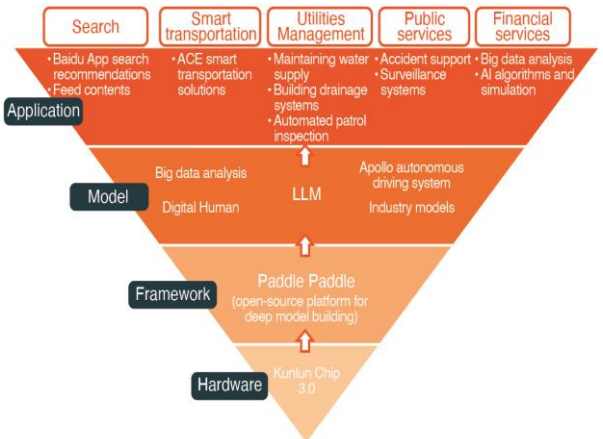 Search
Smart
transportation
Utilities
Management
Public
services
Financial
services
• Baidu App search
recommendations
• Feed contents
• ACE smart
transportation
solutions
• Maintaining water
supply
• Building drainage
systems
• Automated patrol
inspection
• Accident support
• Surveillance
systems
• Big data analysis
• AI algorithms and
simulation
Application
Model
Big data analysis
Digital Human
LLM
Apollo autonomous
driving system
Industry models
Framework
Paddle Paddle
(open-source platform for
deep model building)
Hardware
Kunlun Chip
3.0